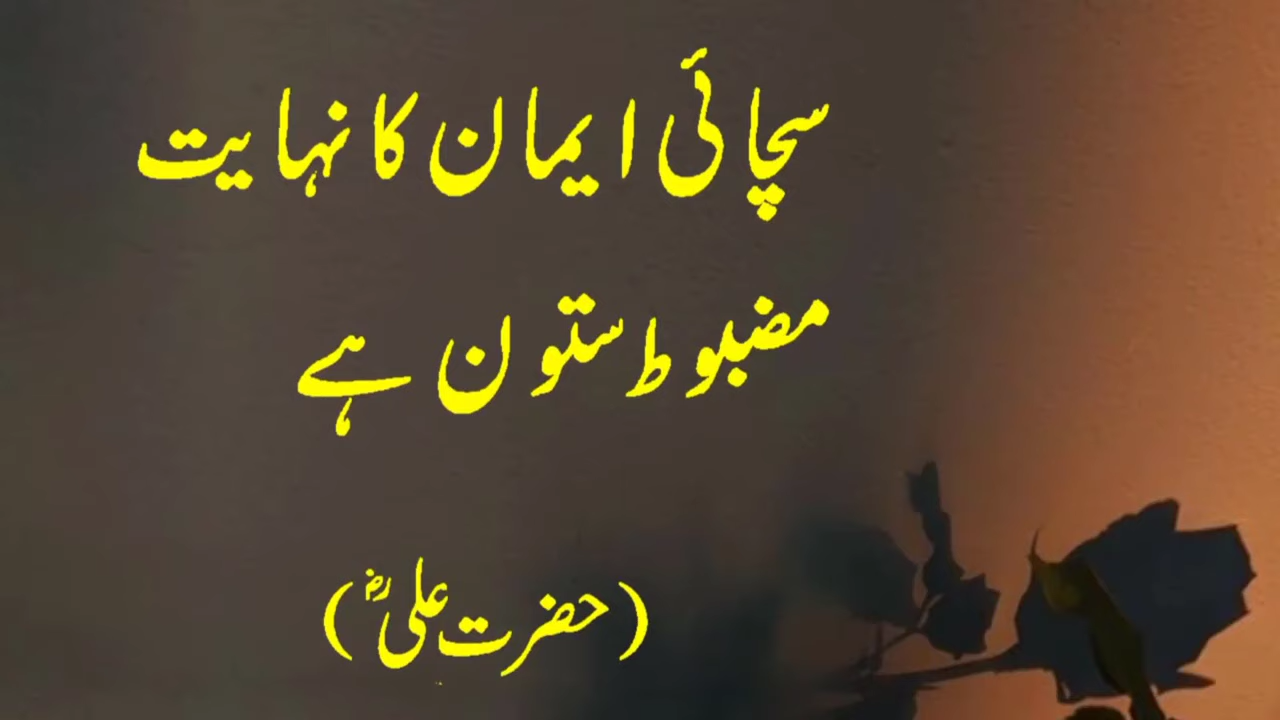 سچائی ایمان کا نہایت
مضبوط ستون ہے
(حضرت علیؓ)